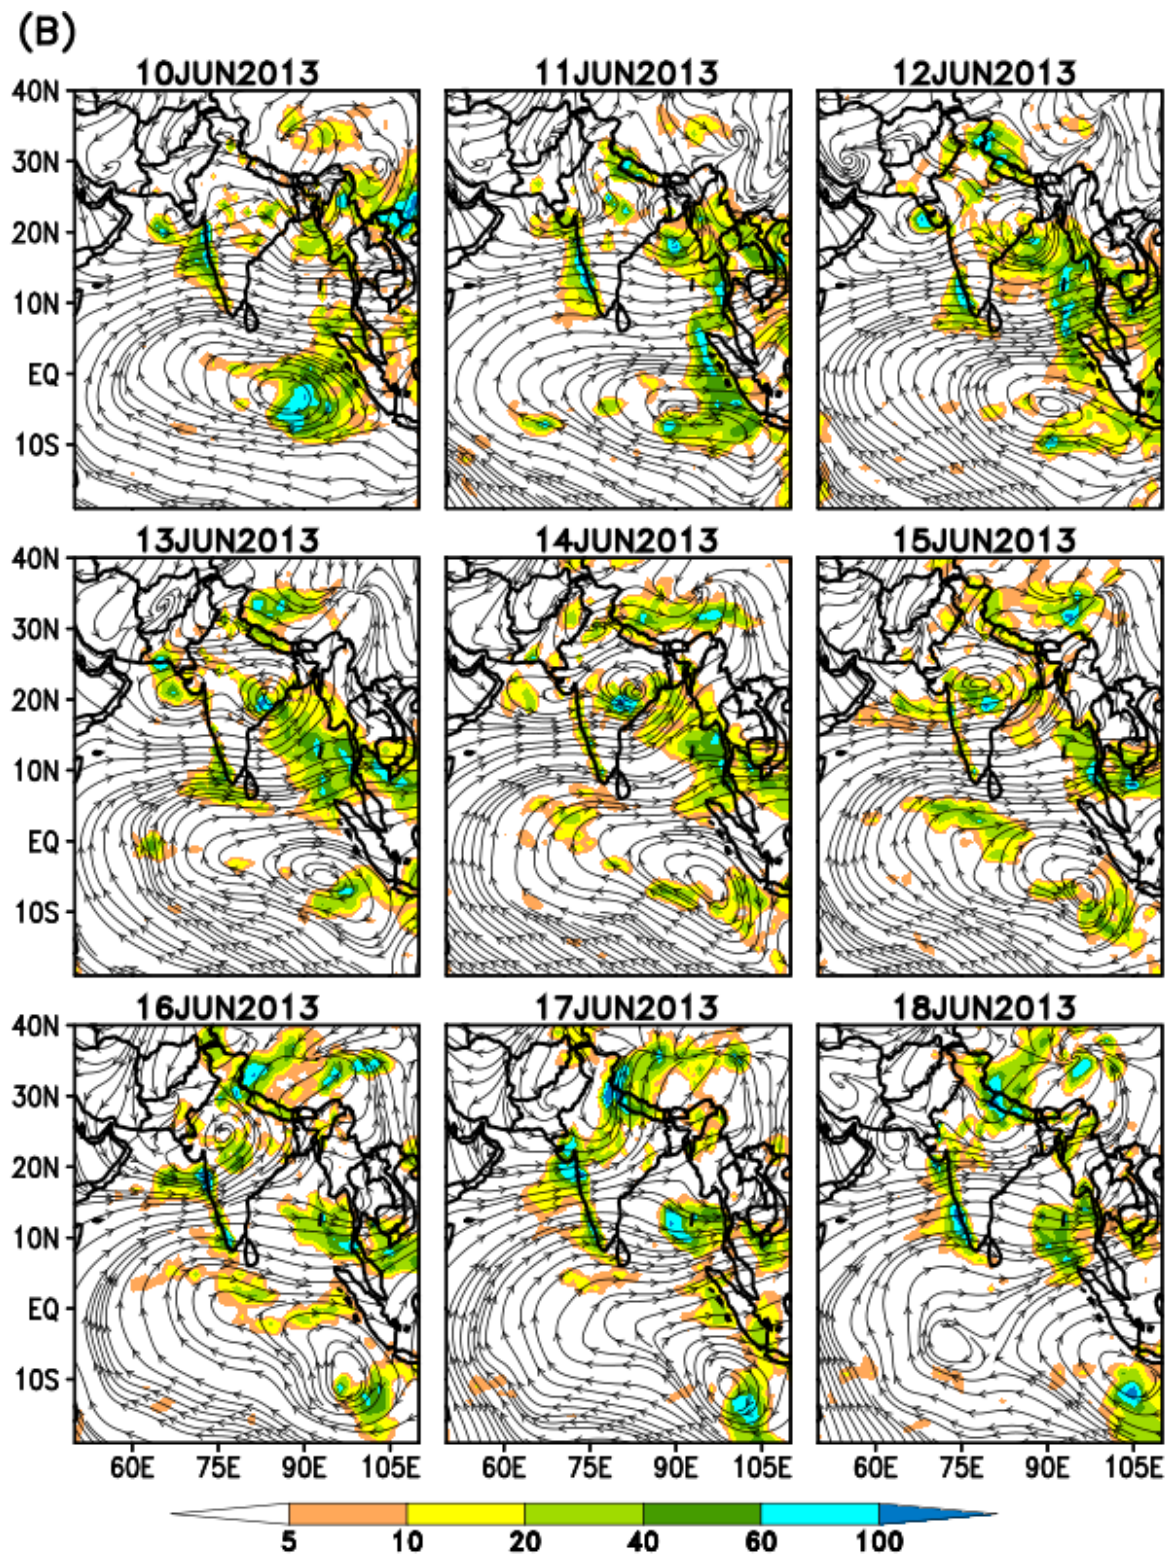 (B)
10JUN2013 11JUN2013 12JUN2013
40N
30N
20N
10N
EQ
10S
13JUN2013 14JUN2013 15JUN2013
40N
30N
20N
10N
EQ
10S
16JUN2013 17JUN2013 18JUN2013
40N
30N
20N
10N
EQ
10S
60E 75E 90E 105E 60E 75E 90E 105E 60E 75E 90E 105E
5 10 20 40 60 100